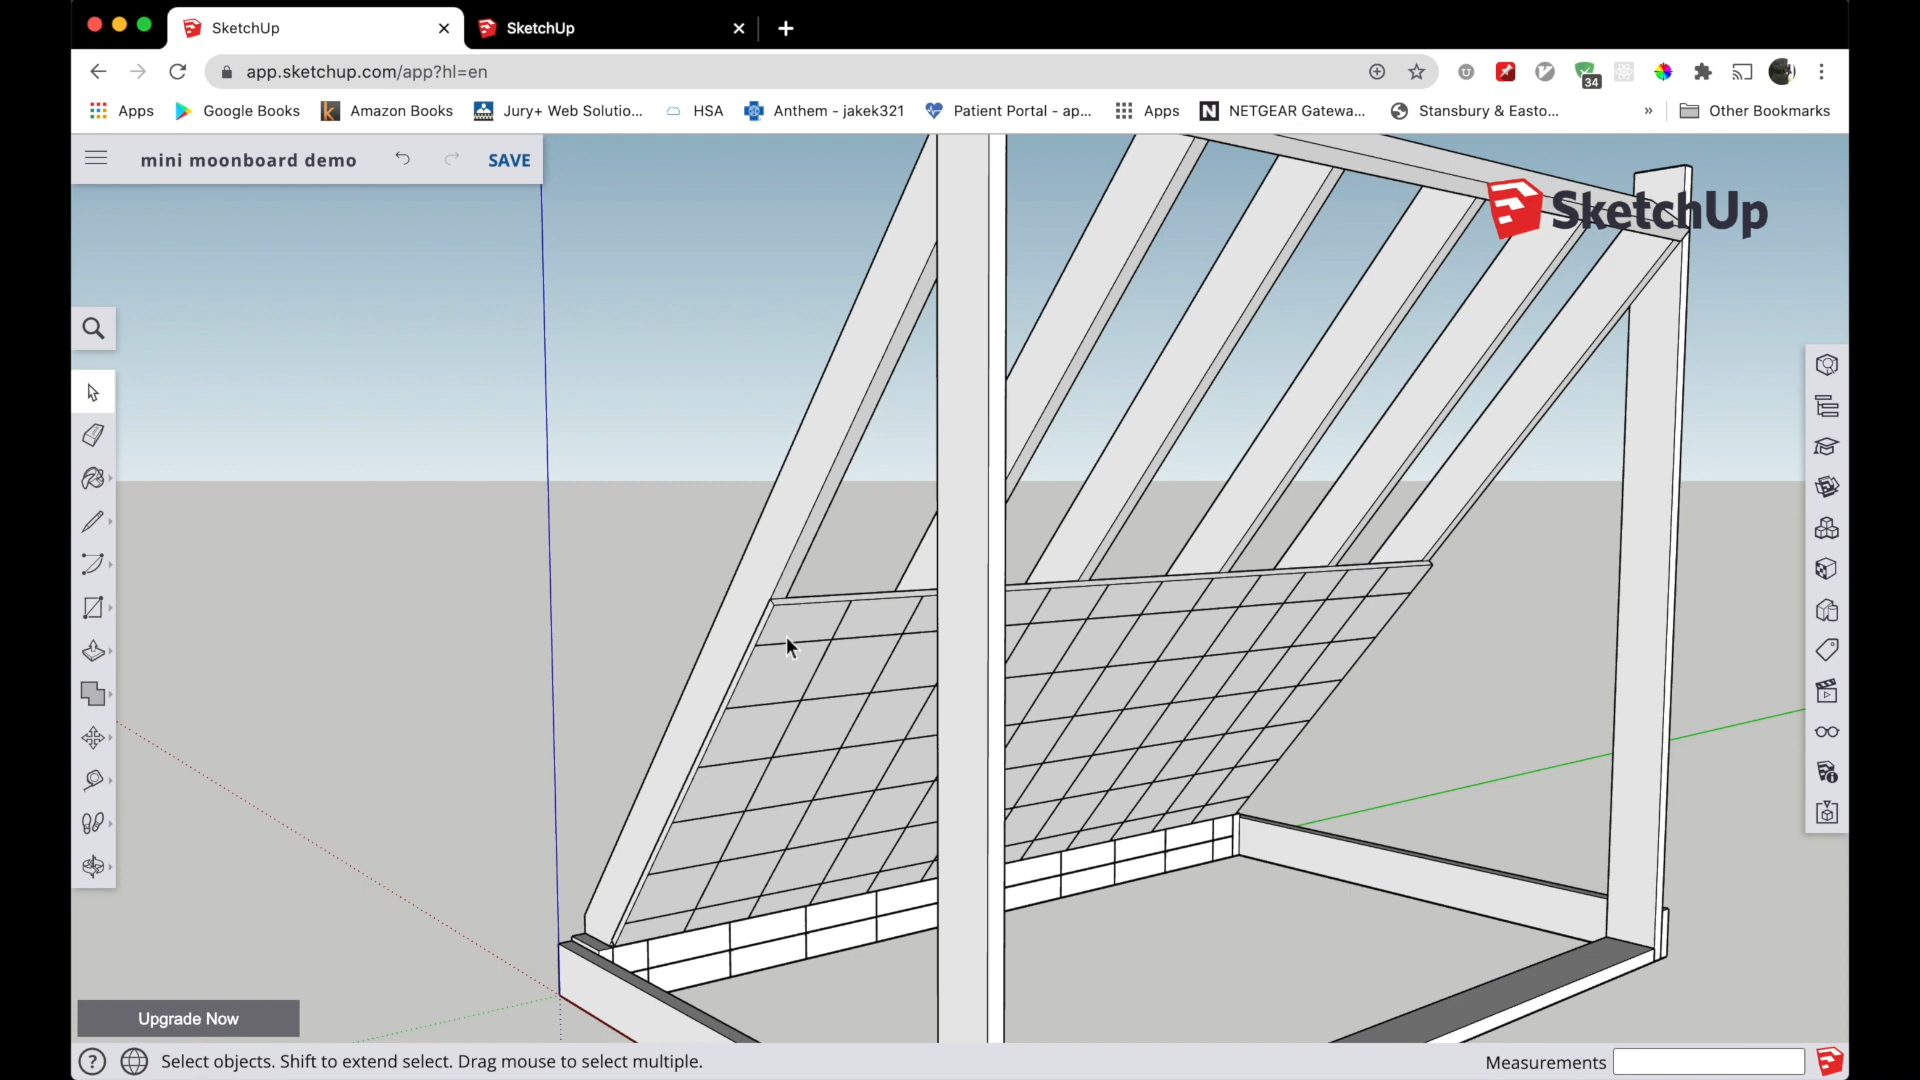 SketchUp
SketchUp
app.sketchup.com/app?hl=en
34
Apps
Google Books
Amazon Books
Jury+ Web Solutio...
HSA
Anthem - jakek321
Patient Portal - ap...
Apps
NETGEAR Gatewa...
Stansbury & Easto...
»
Other Bookmarks
mini moonboard demo
SAVE
SketchUp
Upgrade Now
Select objects. Shift to extend select. Drag mouse to select multiple.
Measurements